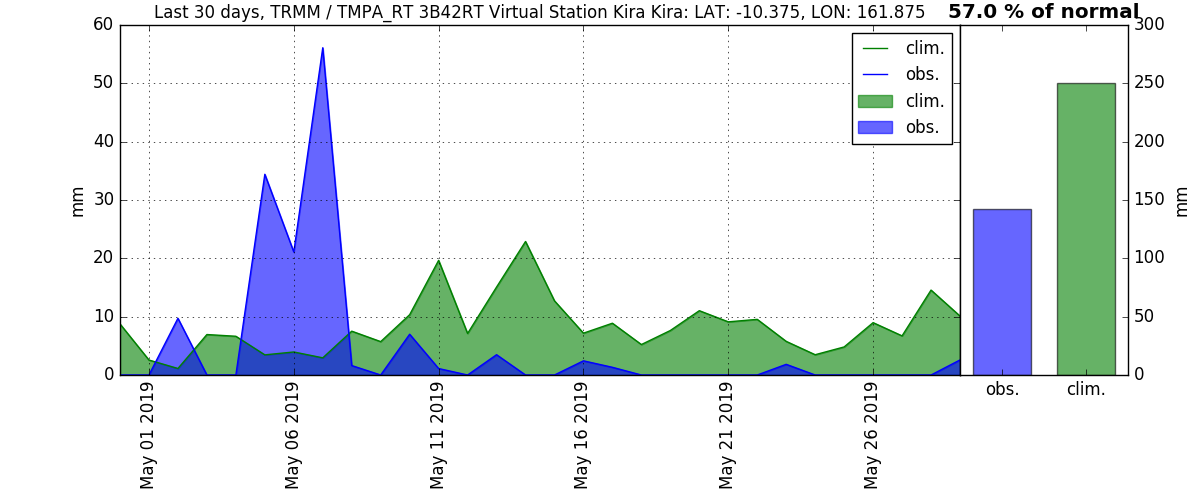 Last 30 days, TRMM / TMPA_RT 3B42RT Virtual Station Kira Kira: LAT: -10.375, LON: 161.875
57.0 % of normal
60
50
40
30
20
10
0
mm
clim.
obs.
clim.
obs.
May 01 2019
May 06 2019
May 11 2019
May 16 2019
May 21 2019
May 26 2019
300
250
200
150
100
50
0
mm
obs.
clim.